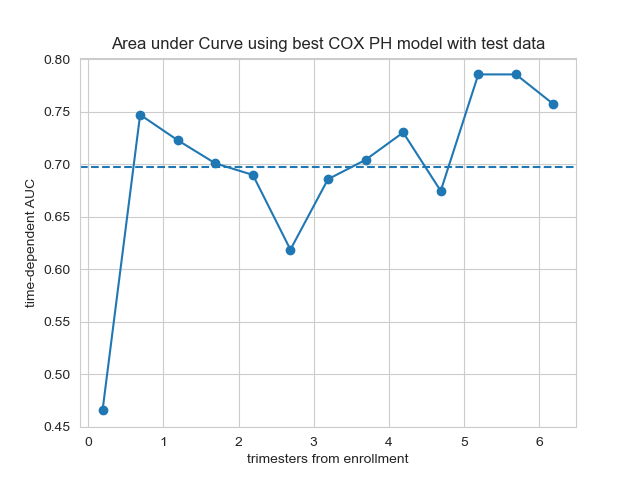 Area under Curve using best COX PH model with test data
0.80
0.75
0.70
0.65
0.60
0.55
0.50
0.45
time-dependent AUC
0 1 2 3 4 5 6
trimesters from enrollment